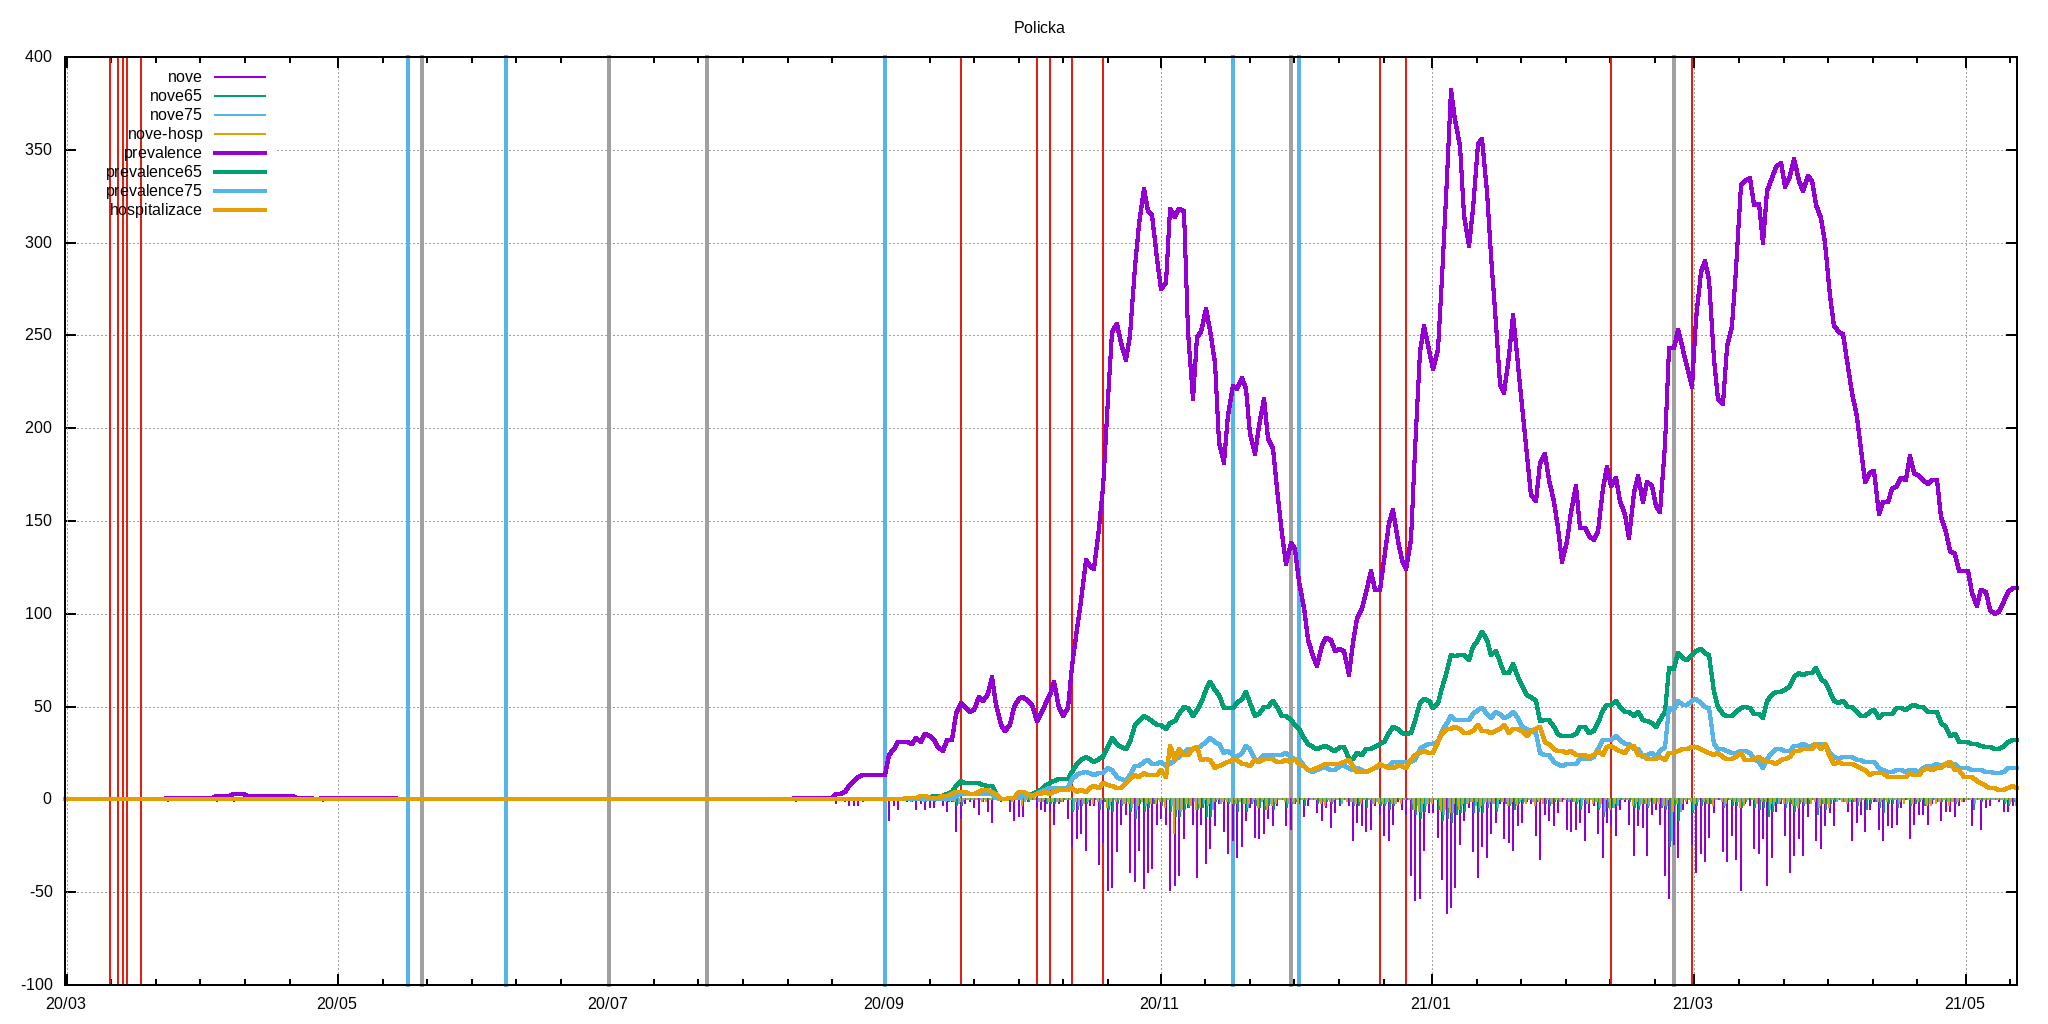 Policka
400
350
300
250
200
150
100
50
0
-50
-100
nove
nove65
nove75
nove-hosp
prevalence
prevalence65
prevalence75
hospitalizace
20/03 20/05 20/07 20/09 20/11 21/01 21/03 21/05